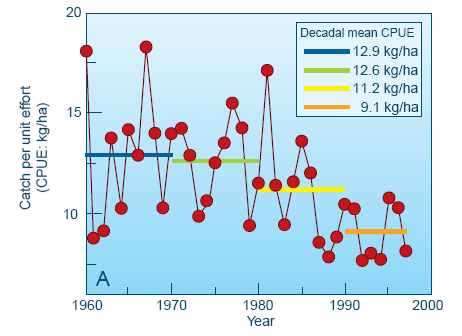 Decadal mean CPUE
12.9 kg/ha
12.6 kg/ha
11.2 kg/ha
9.1 kg/ha
Catch per unit effort
(CPUE: kg/ha)
20
15
10
A
1960
1970
1980
1990
2000
Year